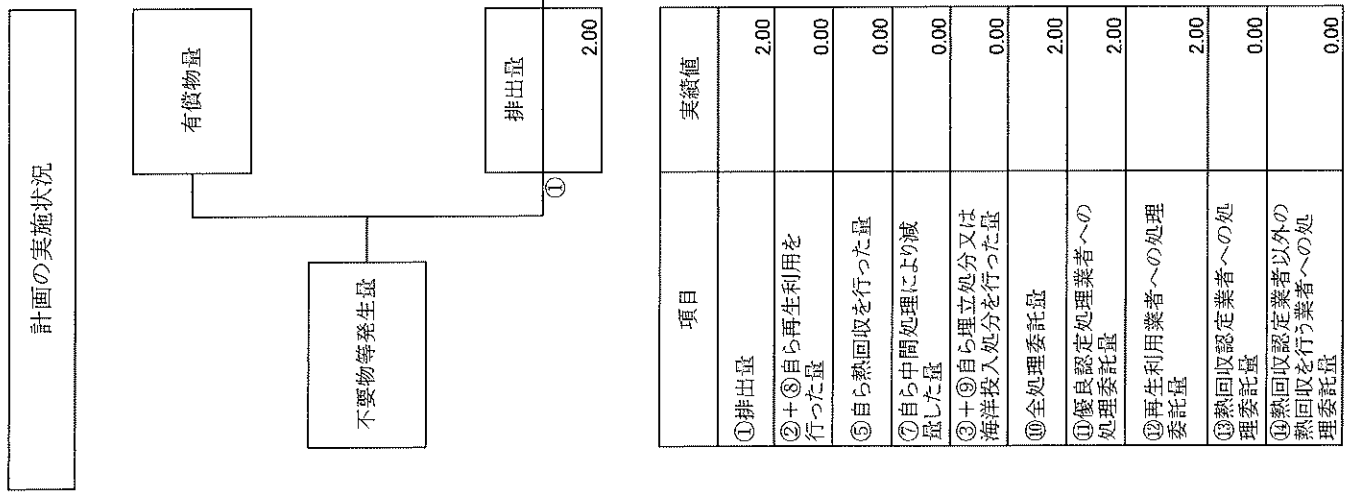 計画の実施状況
有償物量
不要物等発生量
①
排出量
2.00
項目 実績値
①排出量 2.00
②+⑧自ら再生利用を
行った量 0.00
⑤自ら熱回収を行った量 0.00
⑦自ら中間処理により減
量した量 0.00
③+⑨自ら埋立処分又は
海洋投入処分を行った量 0.00
⑩全処理委託量 2.00
⑪優良認定処理業者への
処理委託量 2.00
⑫再生利用業者への処理
委託量 2.00
⑬熱回収認定業者への処
理委託量 0.00
⑭熱回収認定業者以外の
熱回収を行う業者への処
理委託量 0.00